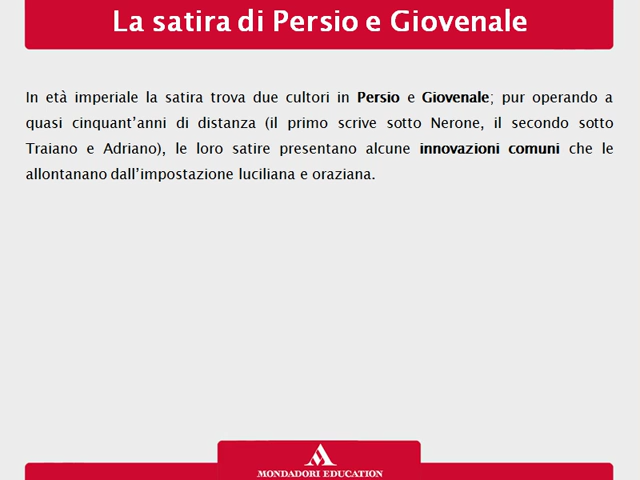 La satira di Persio e Giovenale
In età imperiale la satira trova due cultori in Persio e Giovenale; pur operando a
quasi cinquant’anni di distanza (il primo scrive sotto Nerone, il secondo sotto
Traiano e Adriano), le loro satire presentano alcune innovazioni comuni che le
allontanano dall’impostazione luciliana e oraziana.
MONDADORI EDUCATION